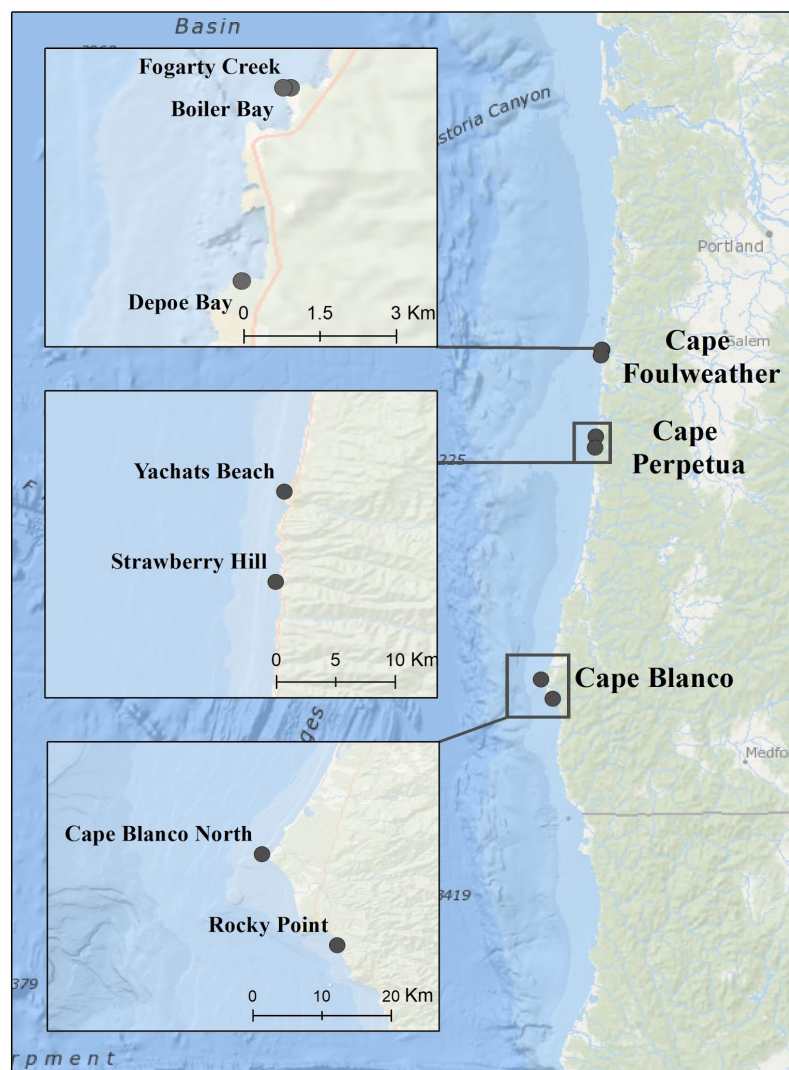 Basin
Fogarty Creek
Boiler Bay
Depoe Bay
0 1.5 3 Km
storia Canyon
Portland
Salem
Cape
Foulweather
Cape
Perpetua
225
Yachats Beach
Strawberry Hill
0 5 10 Km
Cape Blanco
ges
Medfo
Cape Blanco North
Rocky Point
0 10 20 Km
3419
379
rpment